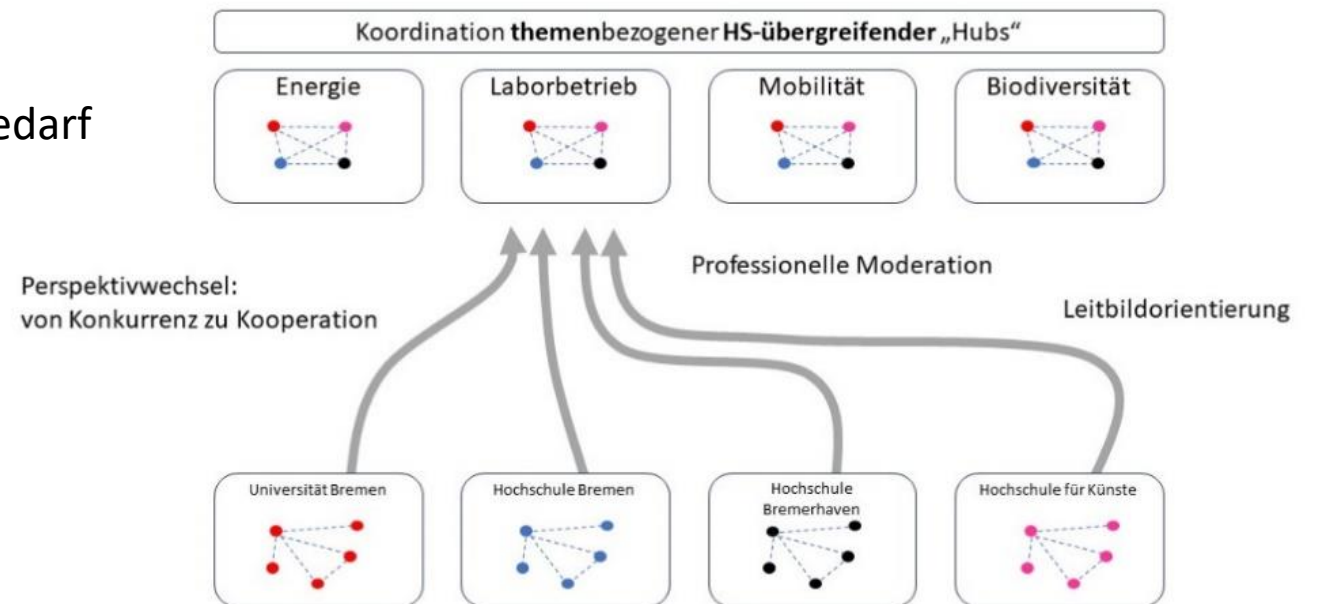 Koordination themenbezogener HS-übergreifender „Hubs“
Energie
Laborbetrieb
Mobilität
Biodiversität
edarf
Perspektivwechsel:
von Konkurrenz zu Kooperation
Professionelle Moderation
Leitbildorientierung
Universität Bremen
Hochschule Bremen
Hochschule
Bremerhaven
Hochschule für Künste